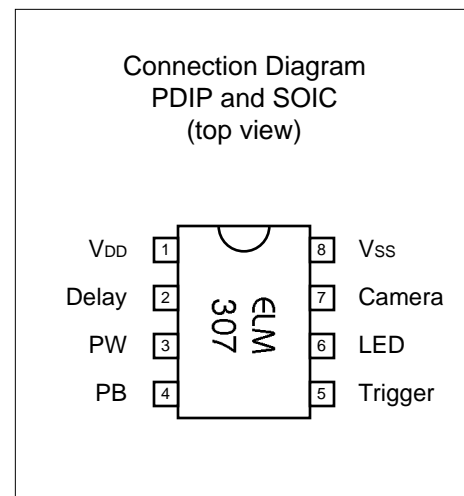 Connection Diagram
PDIP and SOIC
(top view)
VDD 1 8 VSS
Delay 2 7 Camera
PW 3 6 LED
PB 4 5 Trigger
ELM
307